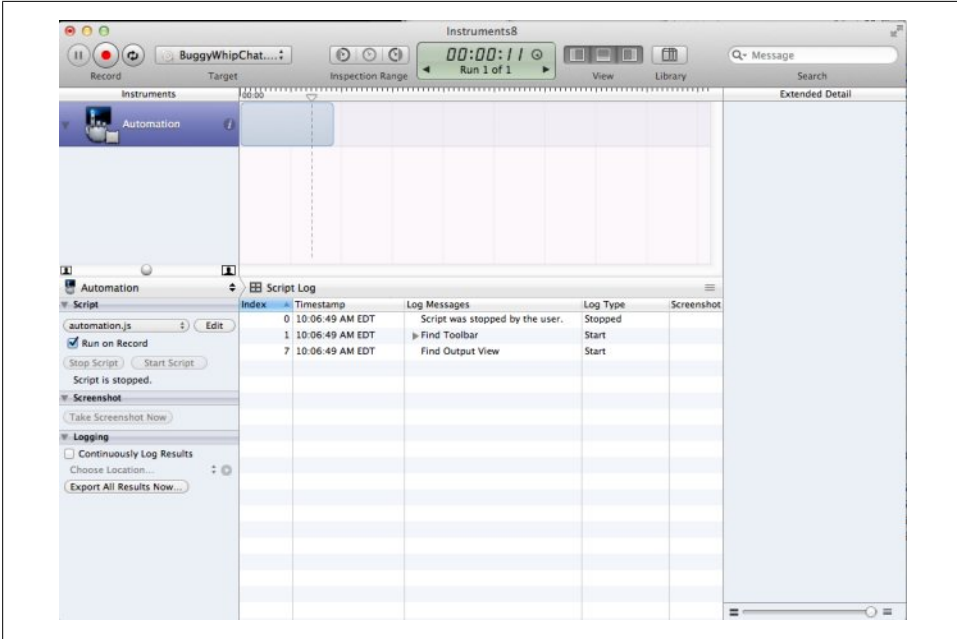 Instruments8
BuggyWhipChat....
00:00:11
Run 1 of 1
Q- Message
Record
Target
Inspection Range
View
Library
Search
Instruments
00:00
Extended Detail
Automation
Automation
Script Log
Script
Index Timestamp Log Messages Log Type Screenshot
0 10:06:49 AM EDT Script was stopped by the user. Stopped
automation.js Edit
1 10:06:49 AM EDT Find Toolbar Start
Run on Record
7 10:06:49 AM EDT Find Output View Start
Stop Script Start Script
Script is stopped.
Screenshot
Take Screenshot Now
Logging
Continuously Log Results
Choose Location...
Export All Results Now...